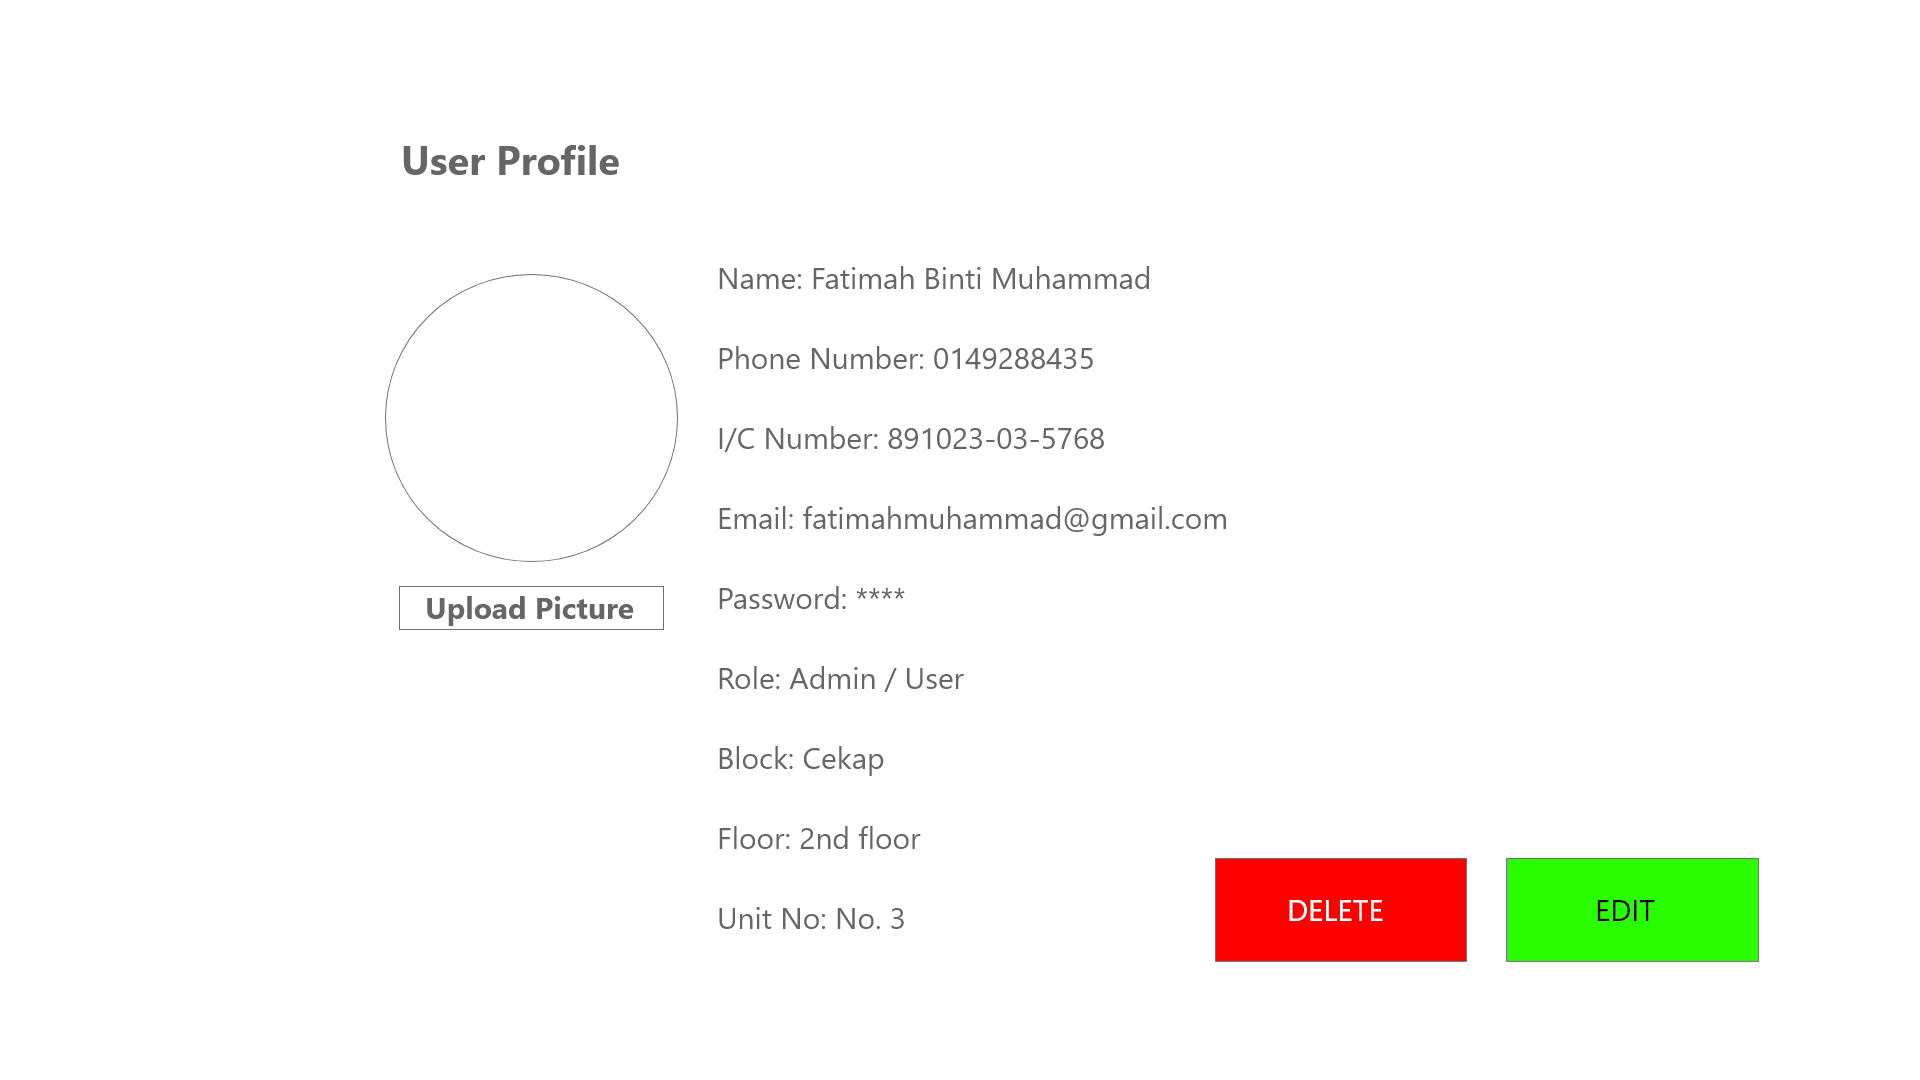 User Profile
Name: Fatimah Binti Muhammad
Phone Number: 0149288435
I/C Number: 891023-03-5768
Email: fatimahmuhammad@gmail.com
Password: ****
Upload Picture
Role: Admin / User
Block: Cekap
Floor: 2nd floor
Unit No: No. 3
DELETE
EDIT